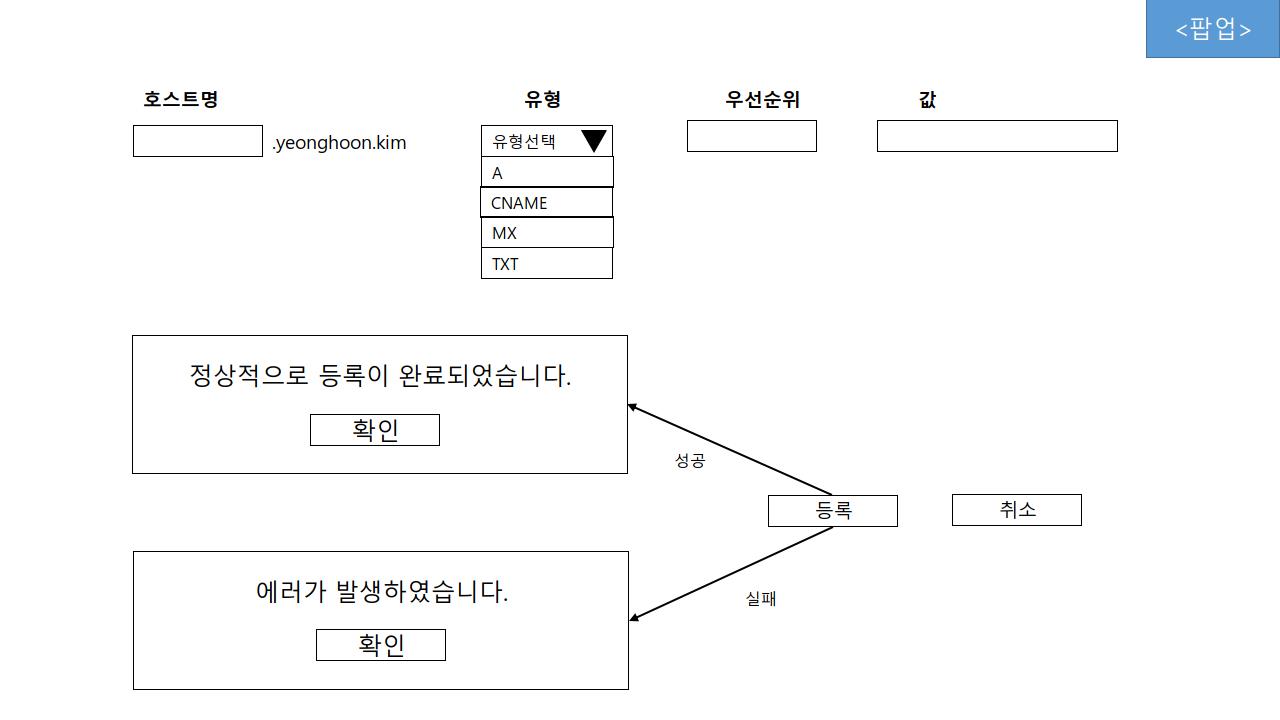 <팝업>
호스트명 유형 우선순위 값
.yeonghoon.kim 유형선택
A
CNAME
MX
TXT
정상적으로 등록이 완료되었습니다.
확인
성공
등록 취소
에러가 발생하였습니다.
실패
확인